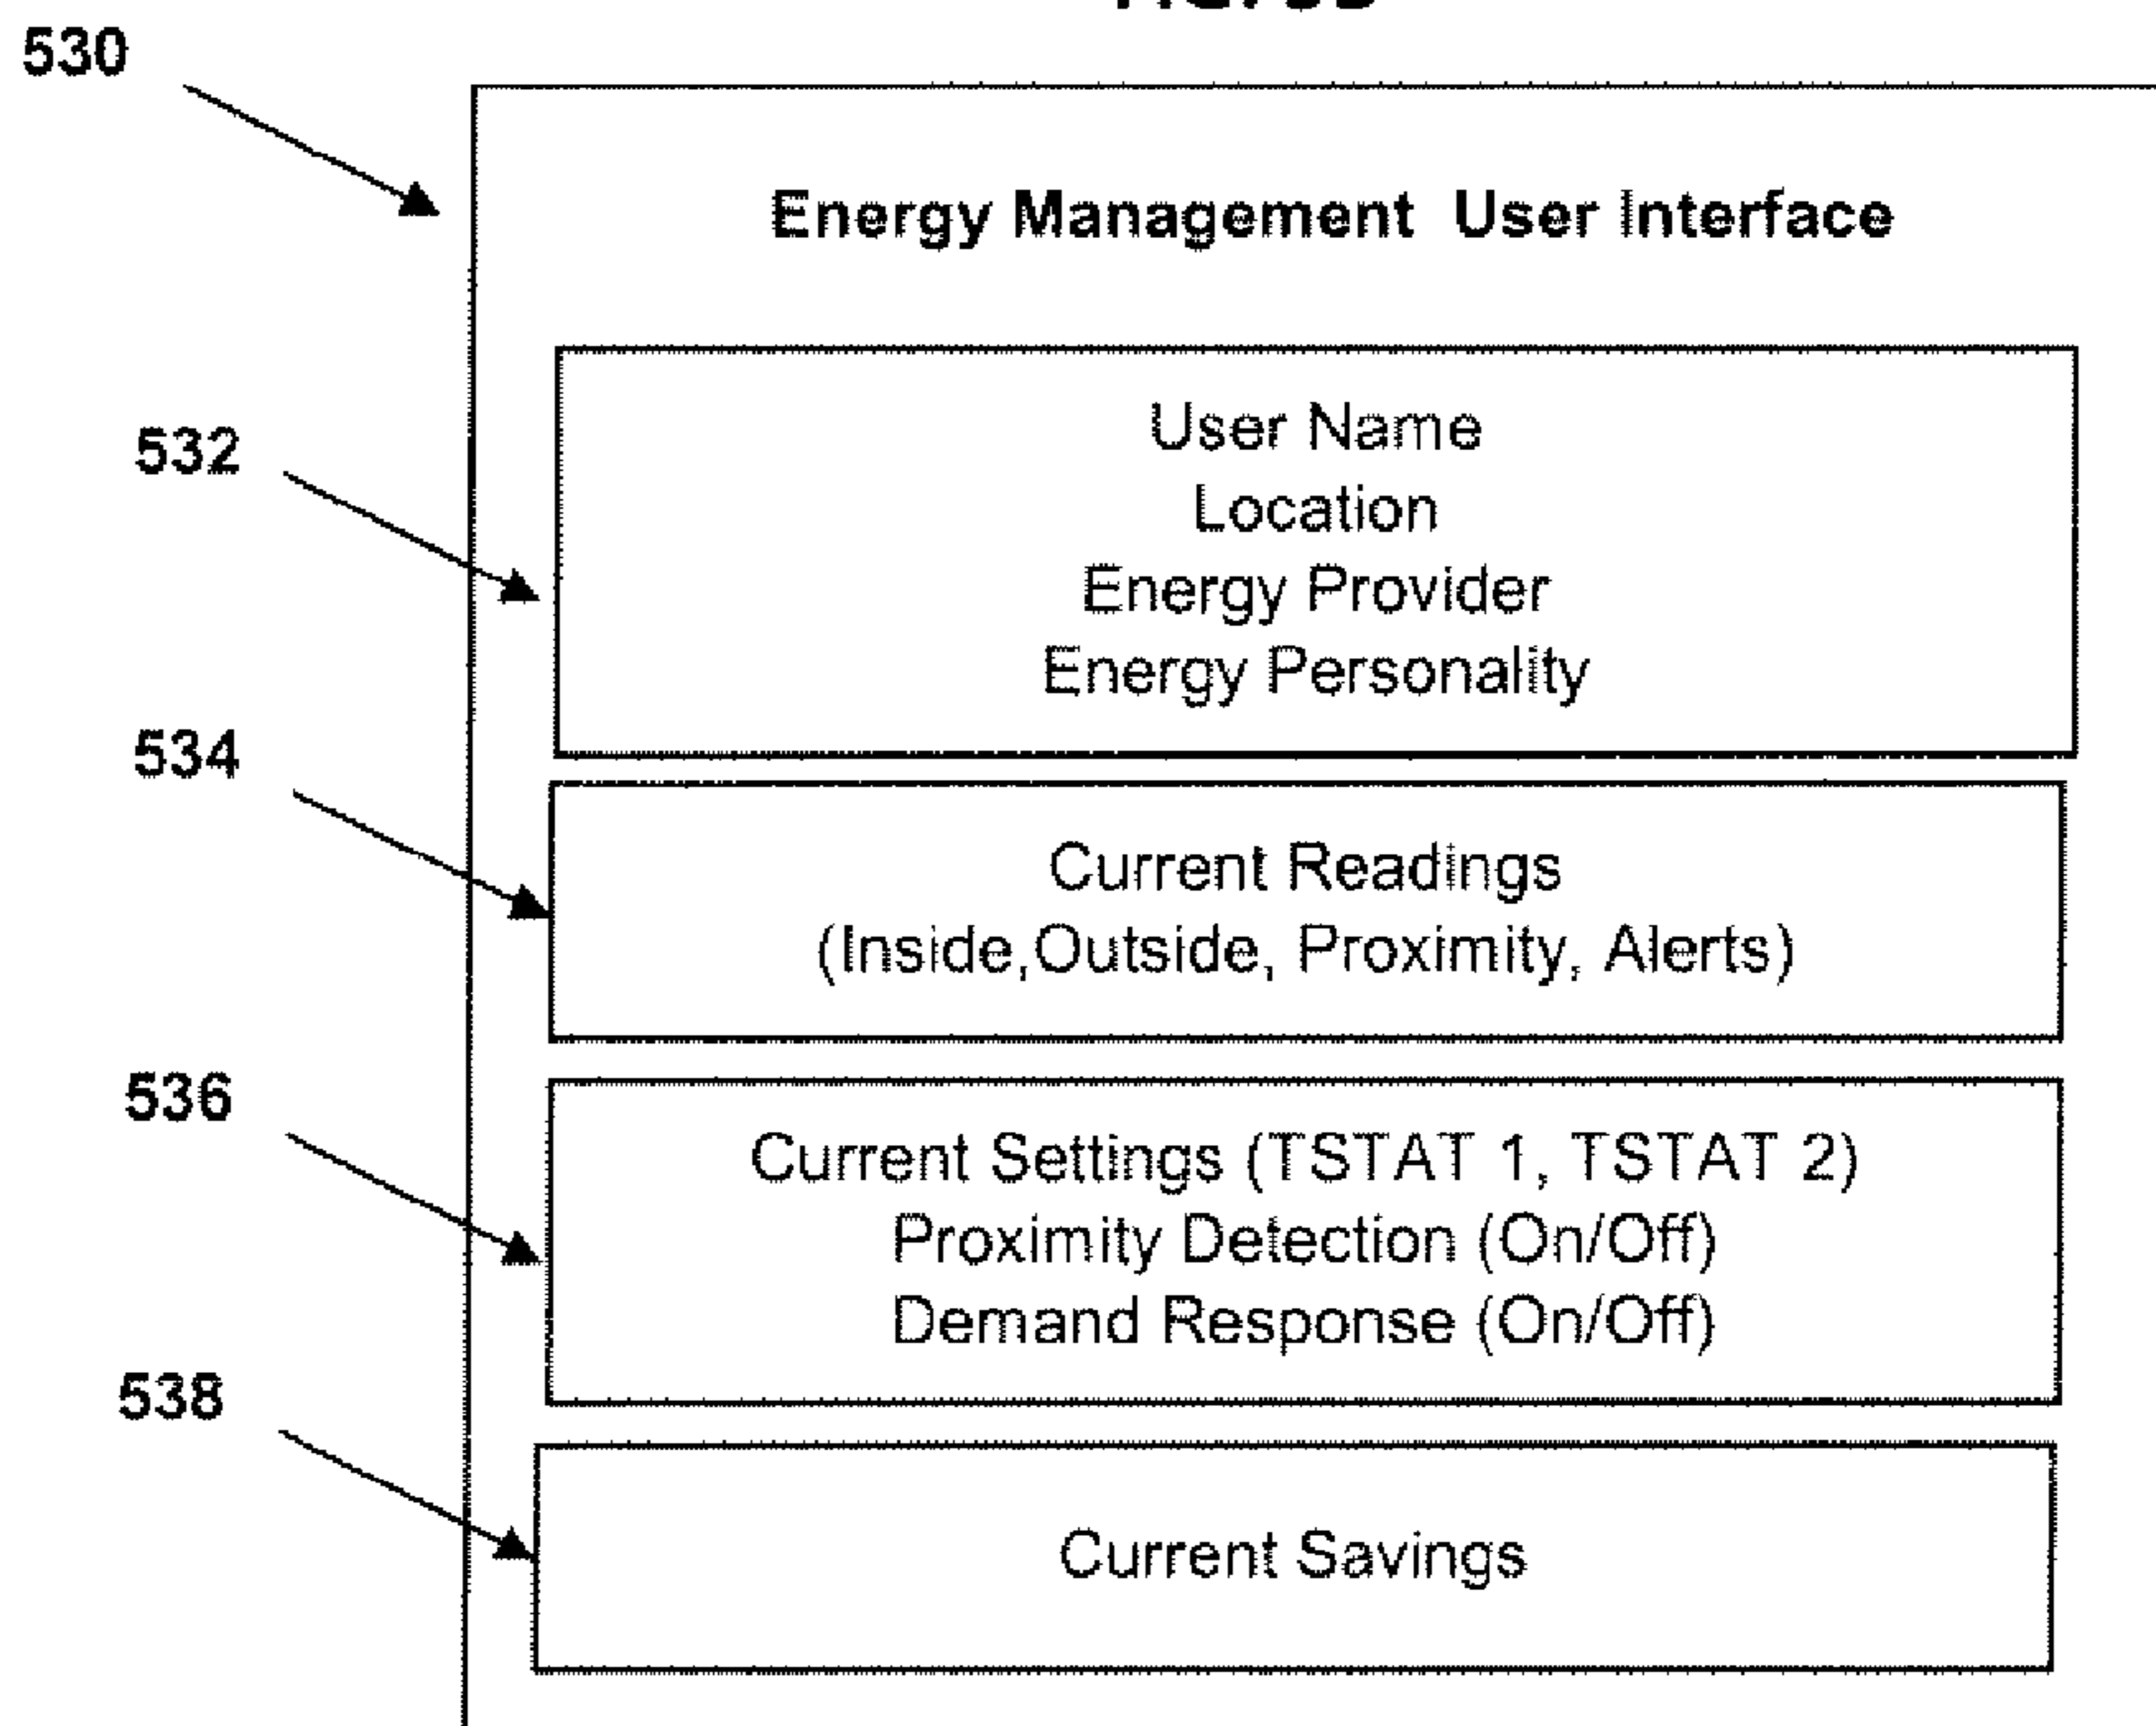 530
Energy Management User Interface
532
User Name
Location
Energy Provider
Energy Personality
534
Current Readings
(Inside,Outside, Proximity, Alerts)
536
Current Settings (TSTAT 1, TSTAT 2)
Proximity Detection (On/Off)
Demand Response (On/Off)
538
Current Savings